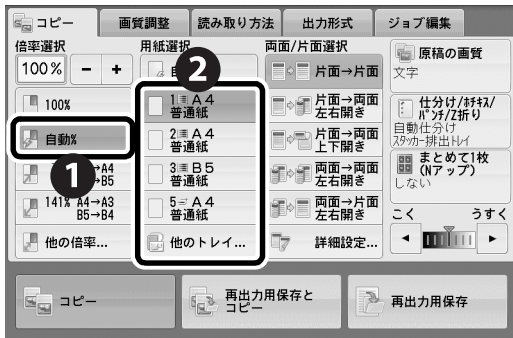 コピー
画質調整
読み取り方法
出力形式
ジョブ編集
倍率選択
100%
−
+
100%
自動%
1
→A4
→B5
141% A4→A3
B5→B4
他の倍率...
用紙選択
2
1 A4
普通紙
2 A4
普通紙
3 B5
普通紙
5 A4
普通紙
他のトレイ...
両面/片面選択
片面→片面
片面→両面
左右開き
片面→両面
上下開き
両面→両面
左右開き
両面→片面
左右開き
詳細設定...
原稿の画質
文字
仕分け/ホチキス/
パンチ/Z折り
自動仕分け
スタッカー排出トレイ
まとめて1枚
(Nアップ)
しない
こく うすく
コピー
再出力用保存と
コピー
再出力用保存